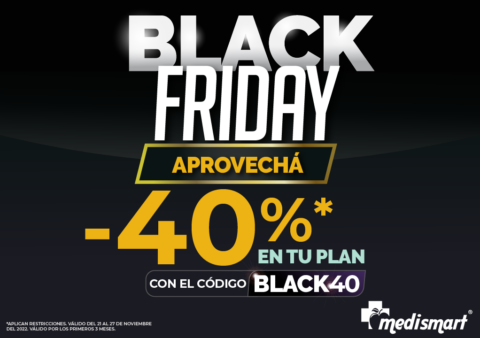 BLACK
FRIDAY
APROVECHÁ
-40%*
EN TU PLAN
CON EL CÓDIGO BLACK40
*APLICAN RESTRICCIONES. VÁLIDO DEL 21 AL 27 DE NOVIEMBRE
DEL 2022. VÁLIDO POR LOS PRIMEROS 3 MESES.
medismart®